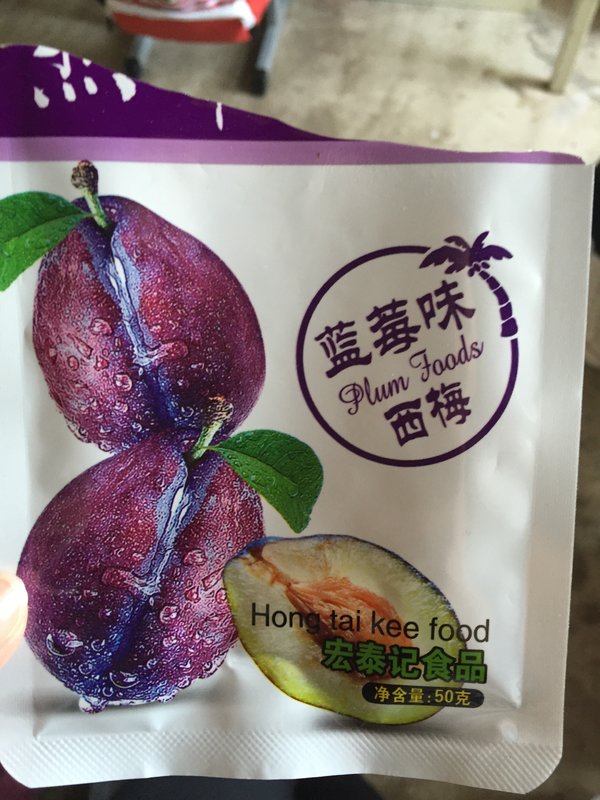 蓝莓味
Plum Foods
西梅
Hong tai kee food
宏泰记食品
净含量:50克